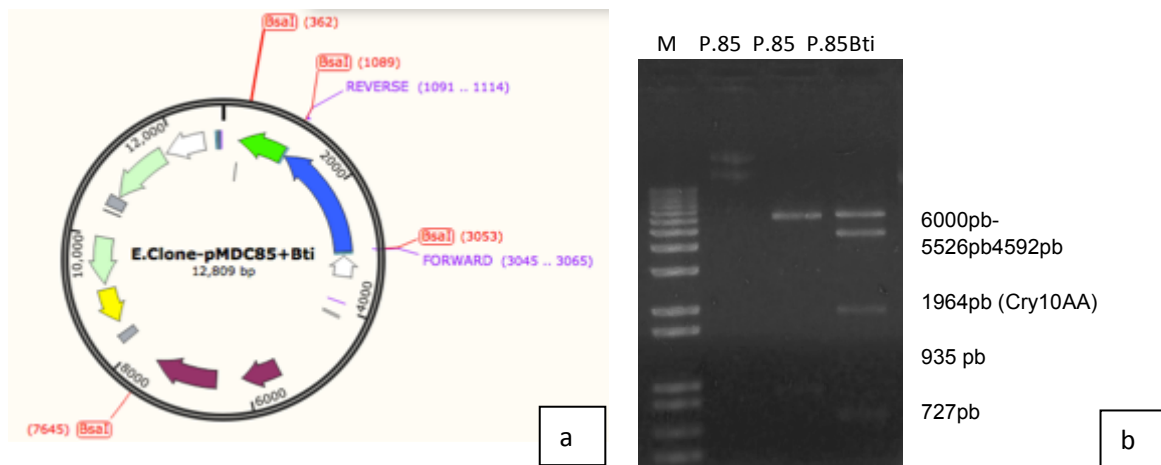 BsaI (362)
BsaI (1089)
REVERSE (1091 .. 1114)
12,000
2000
BsaI (3053)
FORWARD (3045 .. 3065)
10,000
E.Clone-pMDC85+Bti
12,809 bp
4000
8000
6000
(7645) BsaI
a
M P.85 P.85 P.85Bti
6000pb-
5526pb4592pb
1964pb (Cry10AA)
935 pb
727pb
b